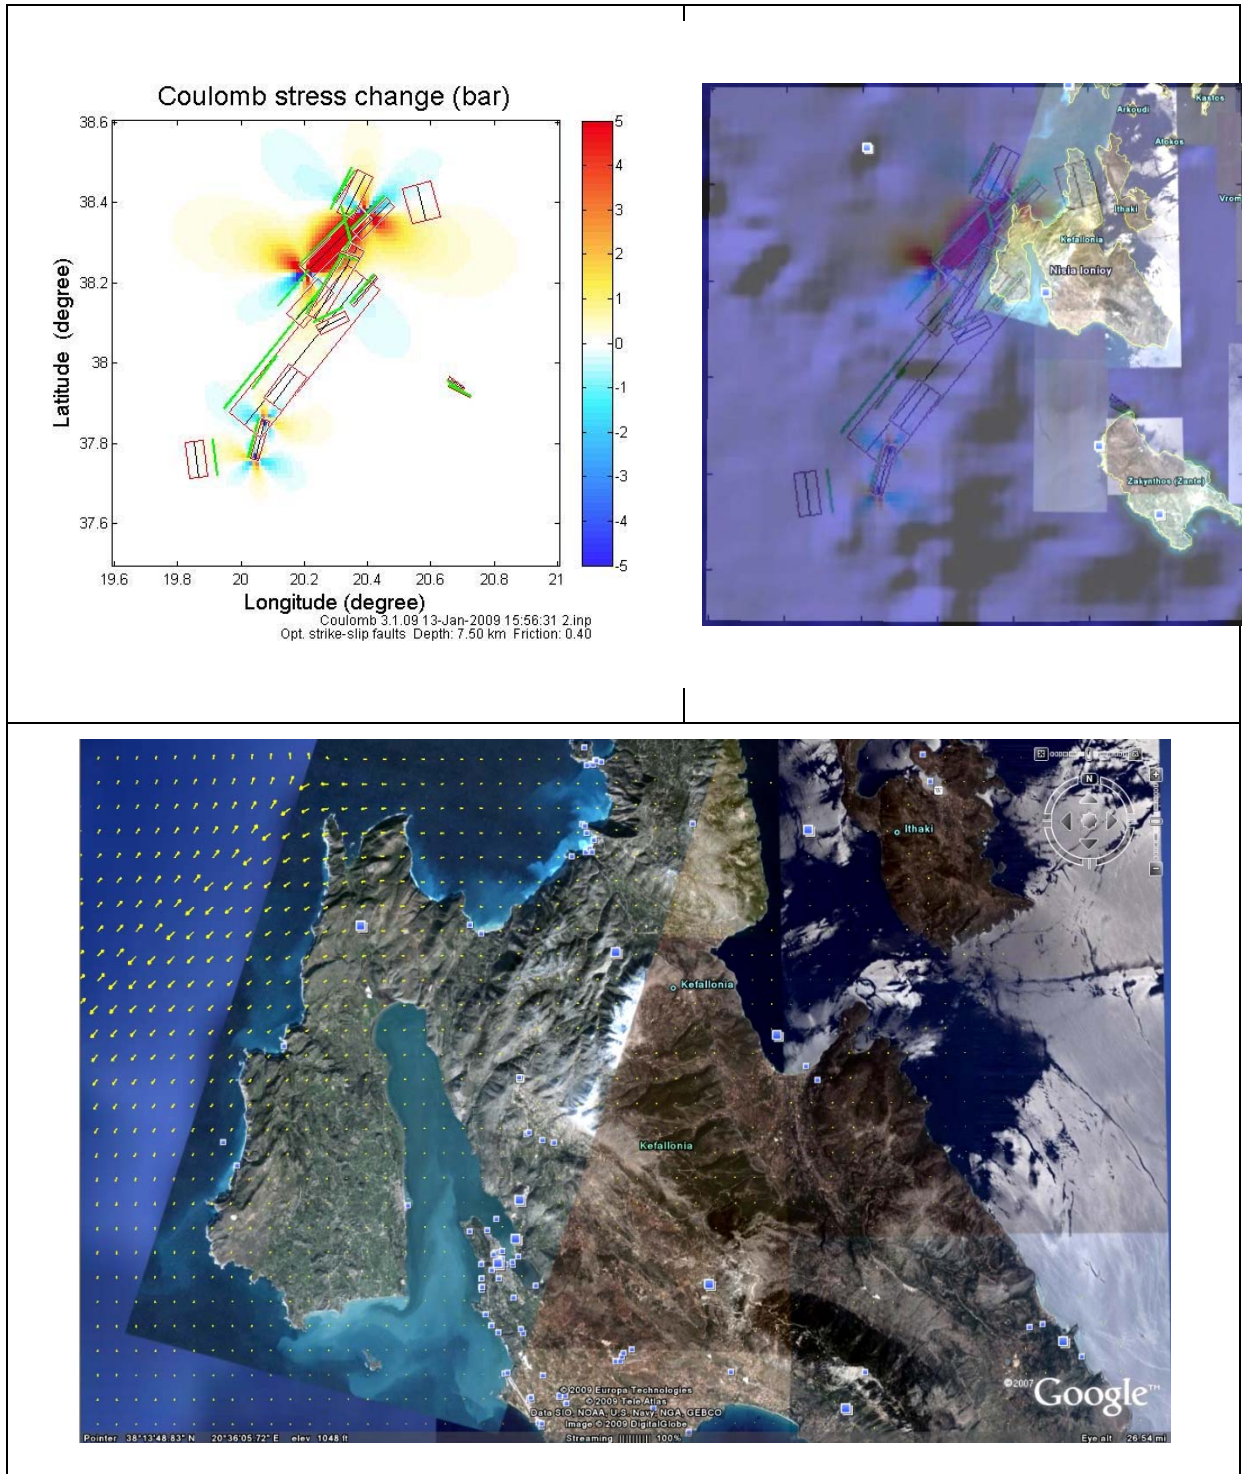 Coulomb stress change (bar)
38.6
38.4
38.2
38
37.8
37.6
Latitude (degree)
19.6 19.8 20 20.2 20.4 20.6 20.8 21
Longitude (degree)
5
4
3
2
1
0
-1
-2
-3
-4
-5
Coulomb 3.1.09 13-Jan-2009 15:56:31 2.inp
Opt. strike-slip faults Depth: 7.50 km Friction: 0.40
Kastos
Arkoudi
Atokos
Vrom
Ithaki
Kefallonia
Nisia Ionioy
Zakynthos (Zante)
N
Ithaki
Kefallonia
Kefallonia
©2007 Google™
© 2009 Europa Technologies
© 2009 Tele Atlas
Data SIO, NOAA, U.S. Navy, NGA, GEBCO
Image © 2009 DigitalGlobe
Pointer 38°13'48.83" N 20°36'05.72" E elev 1048 ft Streaming |||||||||| 100% Eye alt 26.54 mi